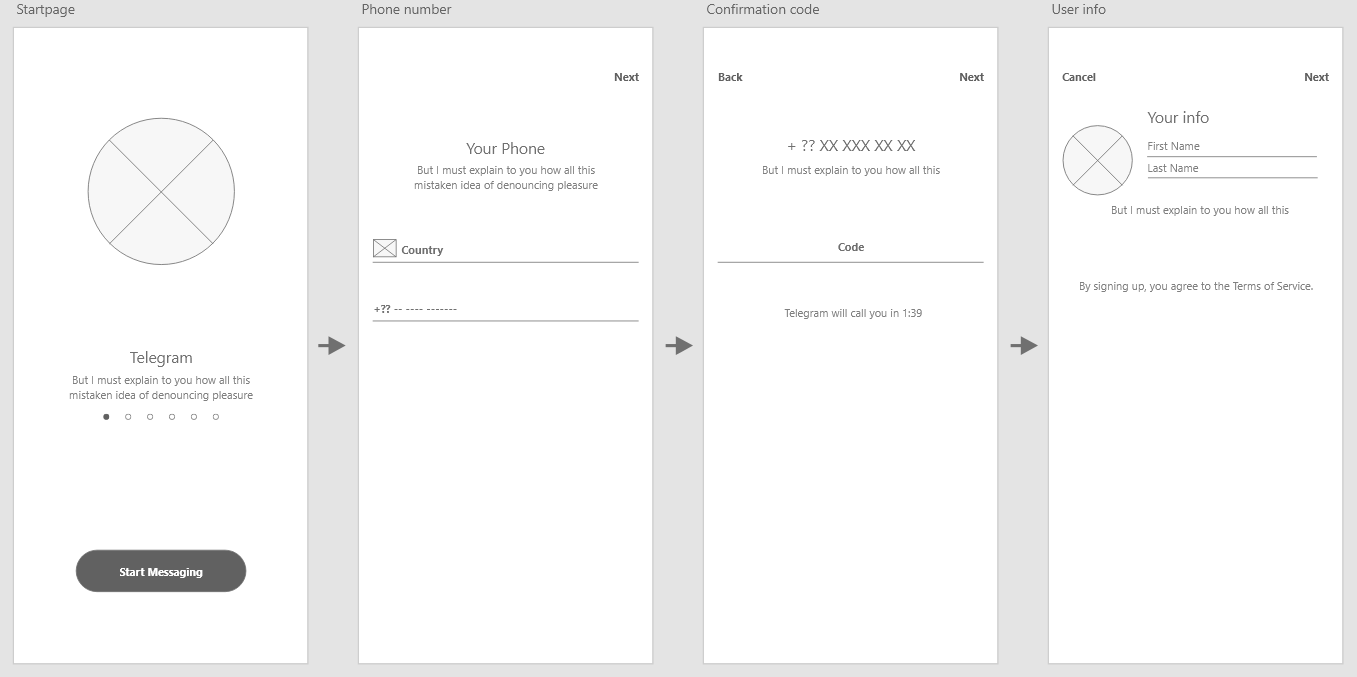 Startpage
Telegram
But I must explain to you how all this
mistaken idea of denouncing pleasure
Start Messaging
Phone number
Next
Your Phone
But I must explain to you how all this
mistaken idea of denouncing pleasure
Country
+?? -- ---- -------
Confirmation code
Back Next
+ ?? XX XXX XX XX
But I must explain to you how all this
Code
Telegram will call you in 1:39
User info
Cancel Next
Your info
First Name
Last Name
But I must explain to you how all this
By signing up, you agree to the Terms of Service.